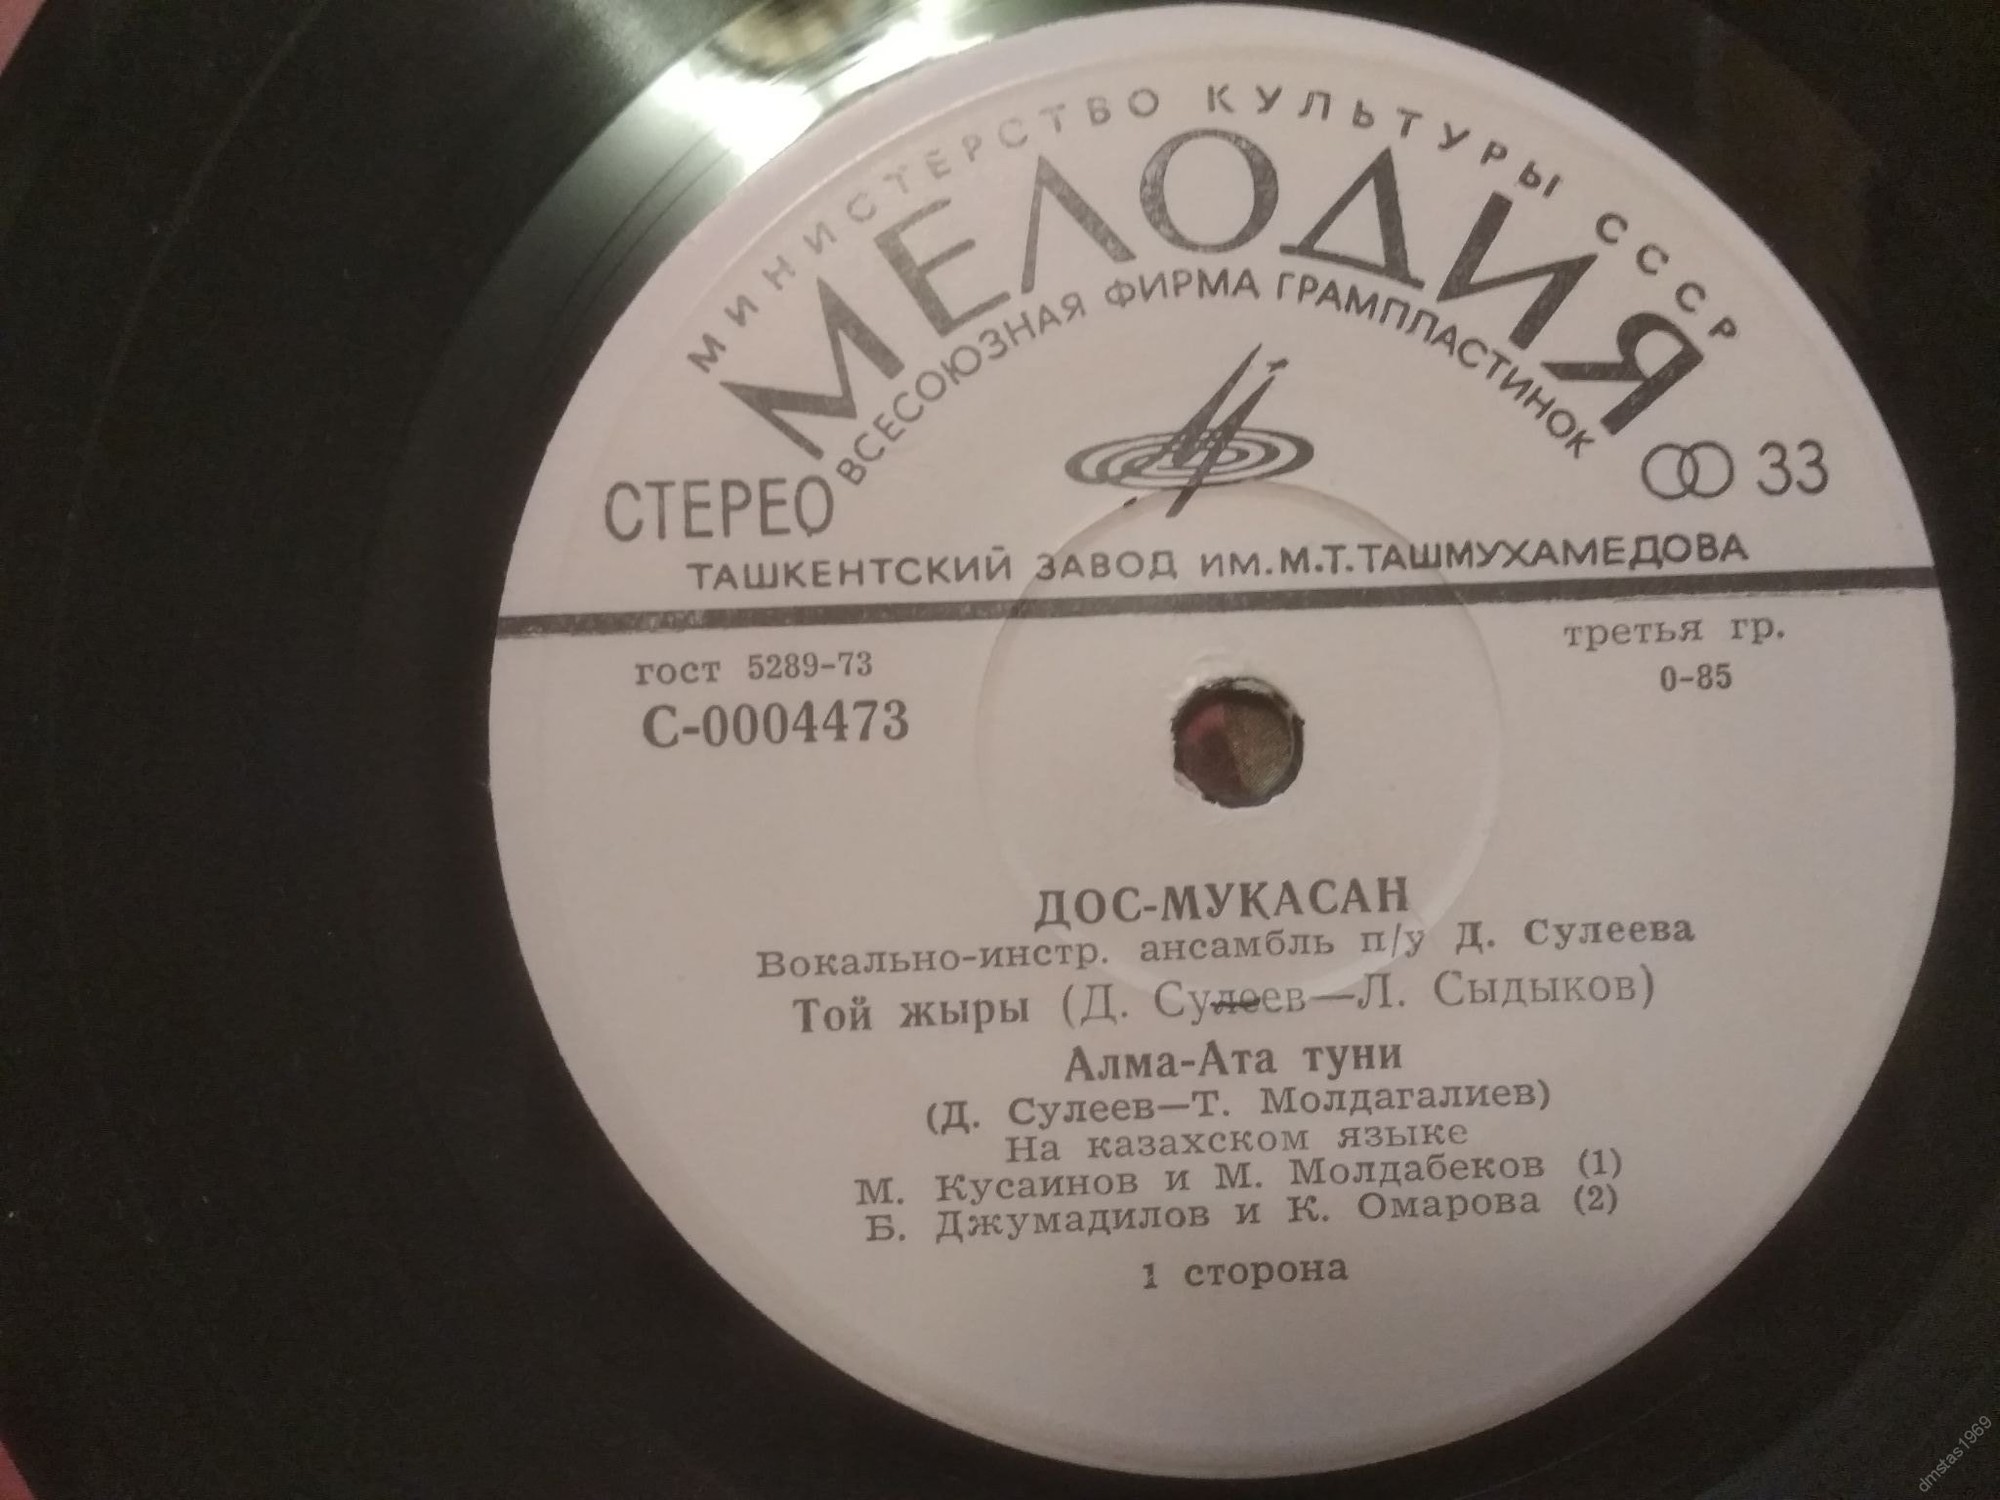 МИНИСТЕРСТВО КУЛЬТУРЫ СССР
МЕЛОДИЯ
ВСЕСОЮЗНАЯ ФИРМА ГРАМПЛАСТИНОК
СТЕРЕО
33
ТАШКЕНТСКИЙ ЗАВОД ИМ.М.Т.ТАШМУХАМЕДОВА
гост 5289-73
третья гр.
С-0004473
0-85
ДОС-МУКАСАН
Вокально-инстр. ансамбль п/у Д. Сулеева
Той жыры (Д. Сулеев—Л. Сыдыков)
Алма-Ата туни
(Д. Сулеев—Т. Молдагалиев)
На казахском языке
М. Кусаинов и М. Молдабеков (1)
Б. Джумадилов и К. Омарова (2)
1 сторона
dmstas1969